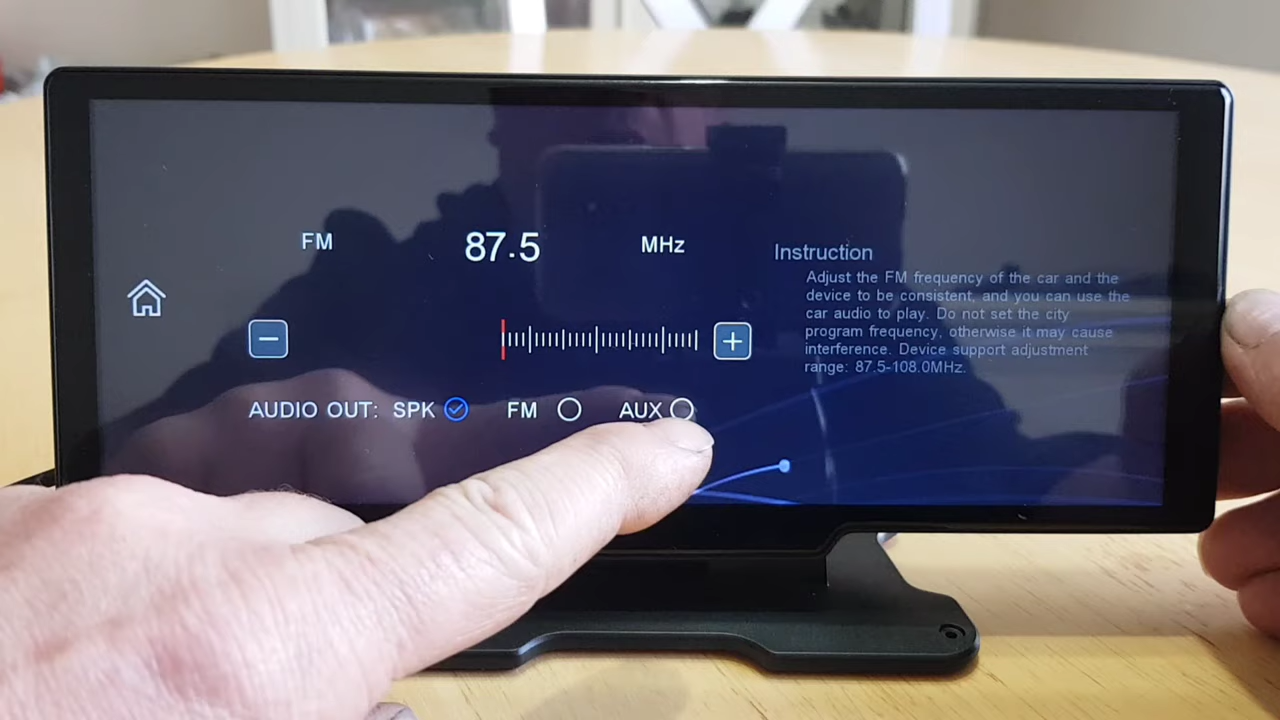 FM 87.5 MHz
AUDIO OUT: SPK FM AUX
Instruction
Adjust the FM frequency of the car and the
device to be consistent, and you can use the
car audio to play. Do not set the city
program frequency, otherwise it may cause
interference. Device support adjustment
range: 87.5-108.0MHz.